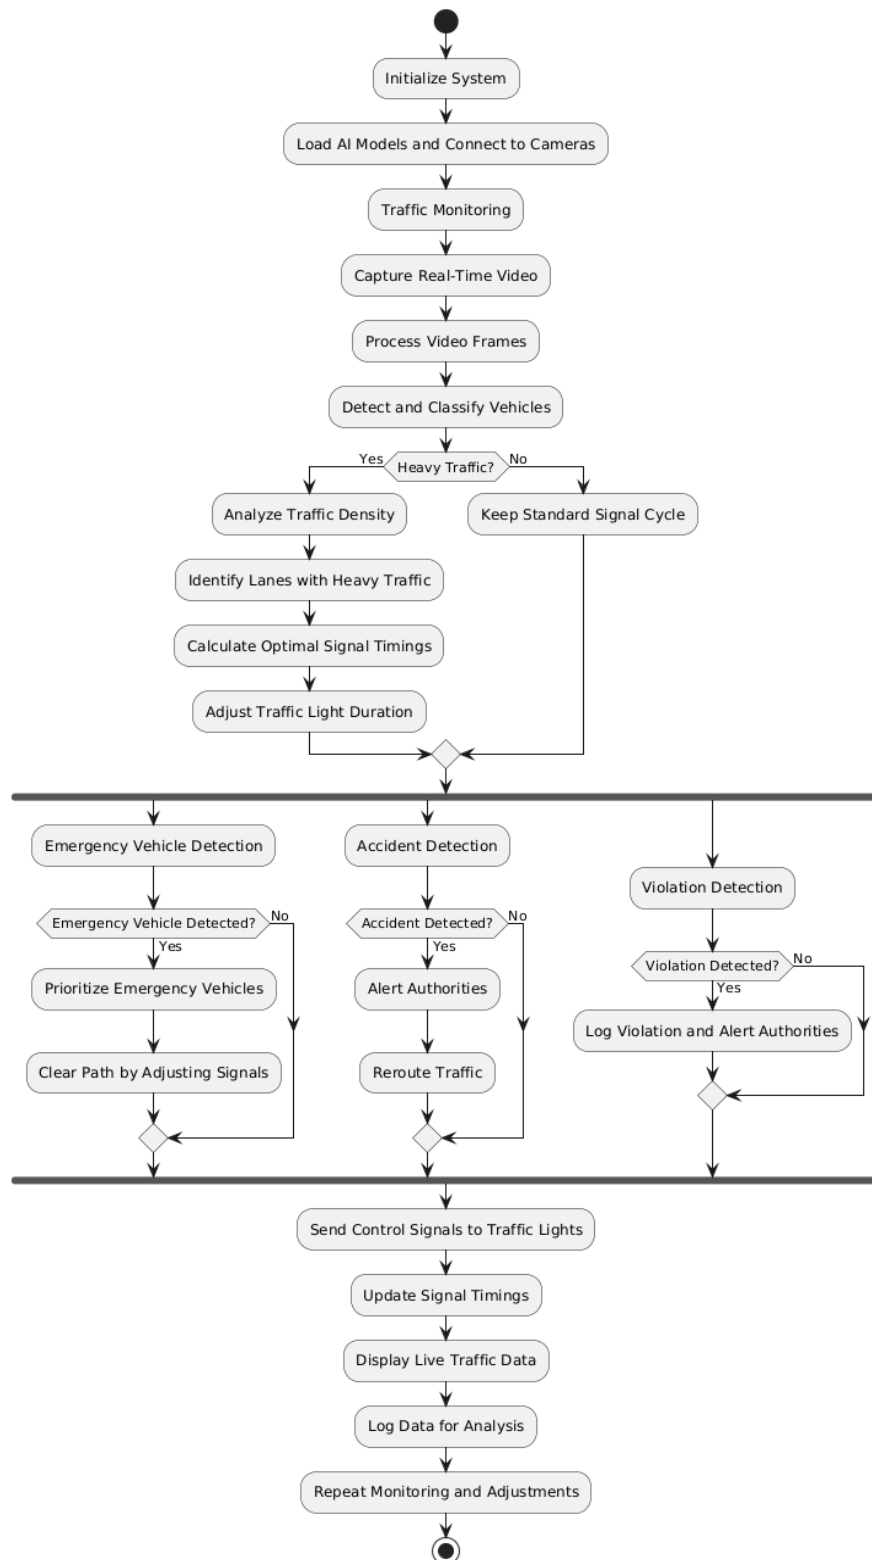 Initialize System
Load AI Models and Connect to Cameras
Traffic Monitoring
Capture Real-Time Video
Process Video Frames
Detect and Classify Vehicles
Yes
Heavy Traffic?
No
Analyze Traffic Density
Keep Standard Signal Cycle
Identify Lanes with Heavy Traffic
Calculate Optimal Signal Timings
Adjust Traffic Light Duration
Emergency Vehicle Detection
Emergency Vehicle Detected?
No
Yes
Prioritize Emergency Vehicles
Clear Path by Adjusting Signals
Accident Detection
Accident Detected?
No
Yes
Alert Authorities
Reroute Traffic
Violation Detection
Violation Detected?
No
Yes
Log Violation and Alert Authorities
Send Control Signals to Traffic Lights
Update Signal Timings
Display Live Traffic Data
Log Data for Analysis
Repeat Monitoring and Adjustments